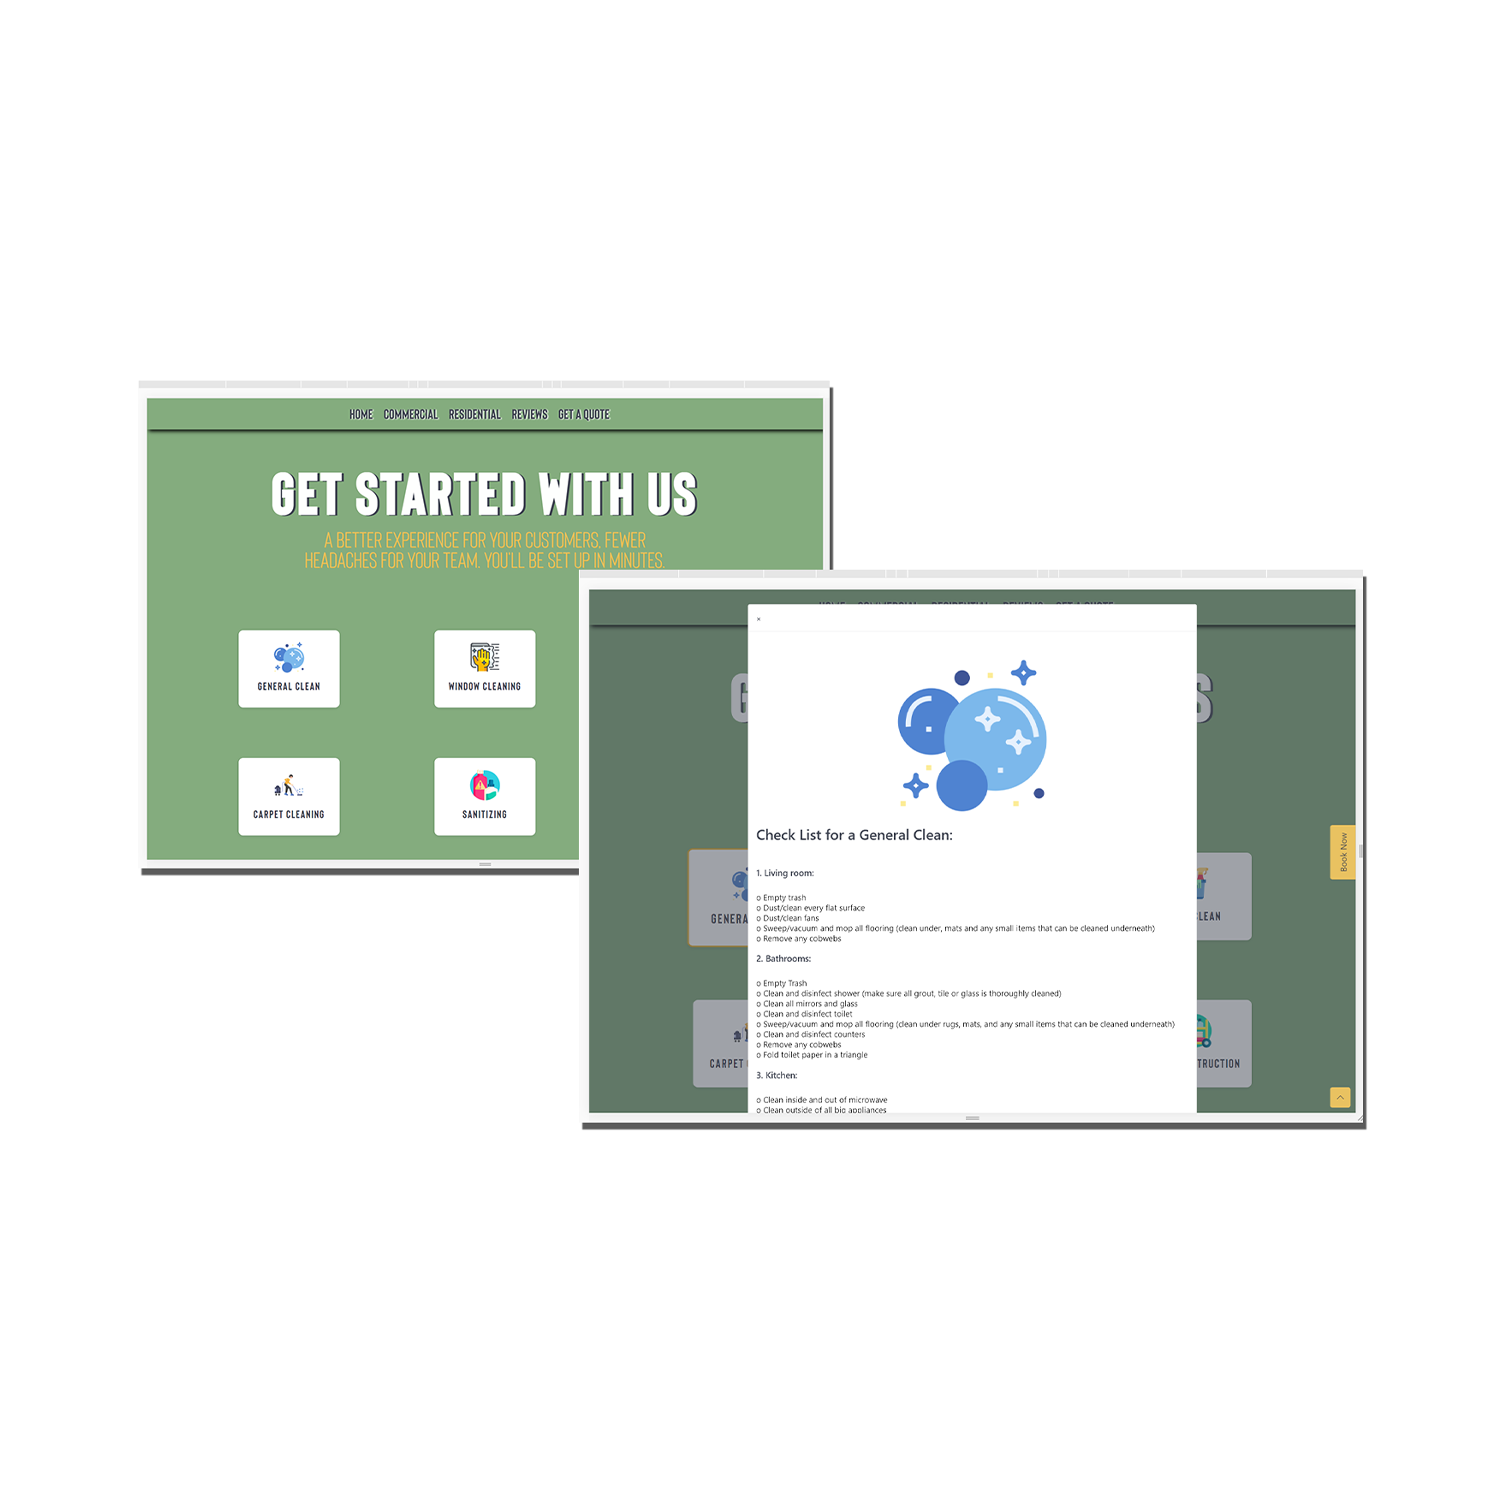 HOME COMMERCIAL RESIDENTIAL REVIEWS GET A QUOTE
GET STARTED WITH US
A BETTER EXPERIENCE FOR YOUR CUSTOMERS, FEWER
HEADACHES FOR YOUR TEAM. YOU'LL BE SET UP IN MINUTES.
GENERAL CLEAN
WINDOW CLEANING
CARPET CLEANING
SANITIZING
Check List for a General Clean:
1. Living room:
o Empty trash
o Dust/clean every flat surface
o Dust/clean fans
o Sweep/vacuum and mop all flooring (clean under, mats and any small items that can be cleaned underneath)
o Remove any cobwebs
2. Bathrooms:
o Empty Trash
o Clean and disinfect shower (make sure all grout, tile or glass is thoroughly cleaned)
o Clean all mirrors and glass
o Clean and disinfect toilet
o Sweep/vacuum and mop all flooring (clean under rugs, mats, and any small items that can be cleaned underneath)
o Clean and disinfect counters
o Remove any cobwebs
o Fold toilet paper in a triangle
3. Kitchen:
o Clean inside and out of microwave
o Clean outside of all big appliances
GENERA
LEAN
CARPET
TRUCTION
Book Now